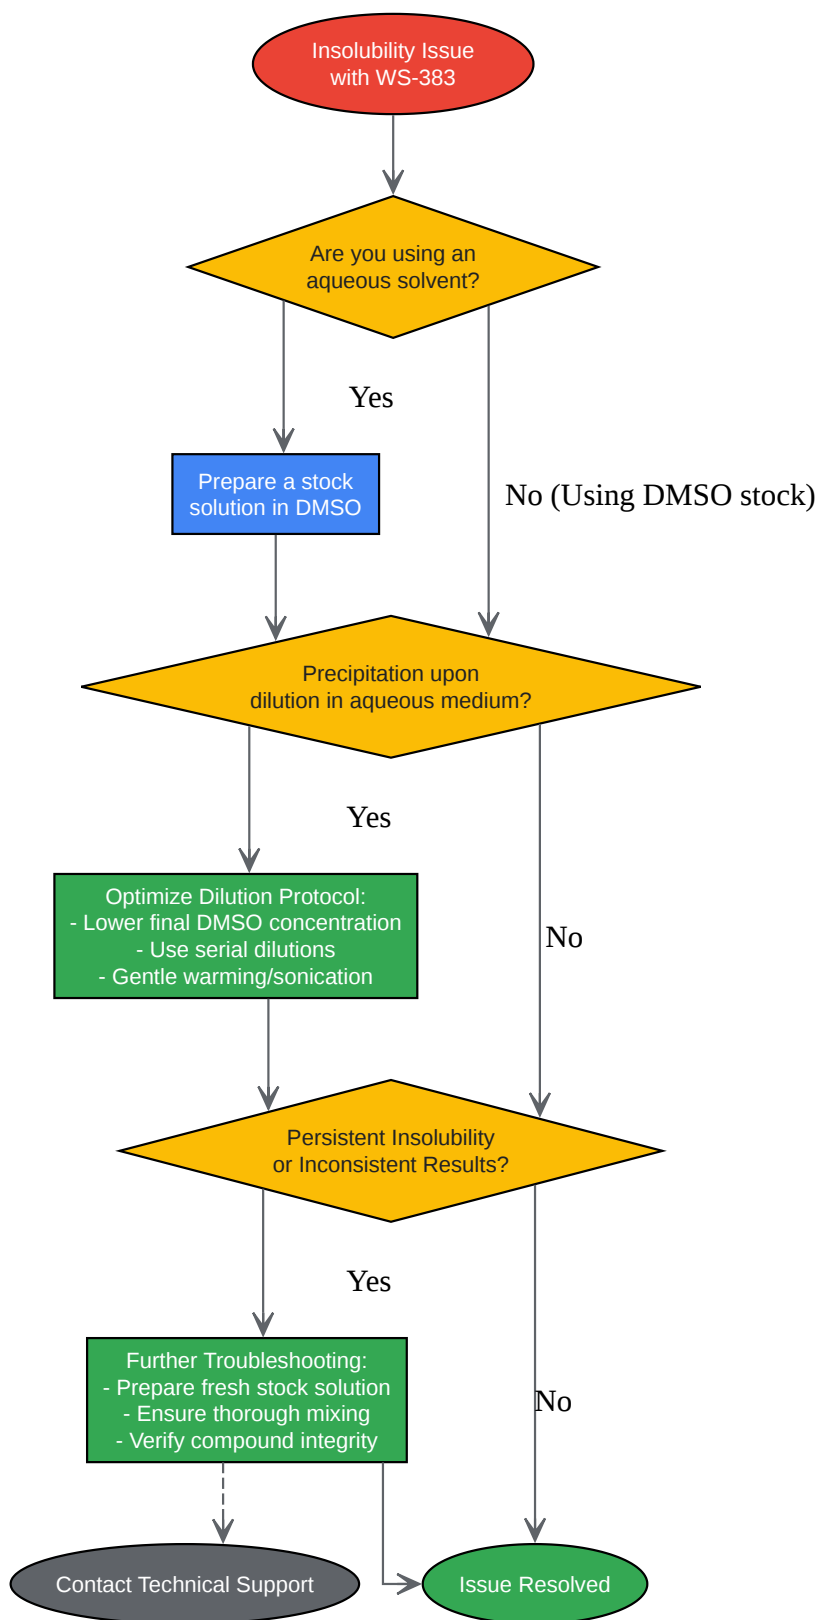 Insolubility Issue
with WS-383
Are you using an
aqueous solvent?
Yes
Prepare a stock
solution in DMSO
No (Using DMSO stock)
Precipitation upon
dilution in aqueous medium?
Yes
Optimize Dilution Protocol:
- Lower final DMSO concentration
- Use serial dilutions
- Gentle warming/sonication
No
Persistent Insolubility
or Inconsistent Results?
Yes
Further Troubleshooting:
- Prepare fresh stock solution
- Ensure thorough mixing
- Verify compound integrity
No
Contact Technical Support
Issue Resolved